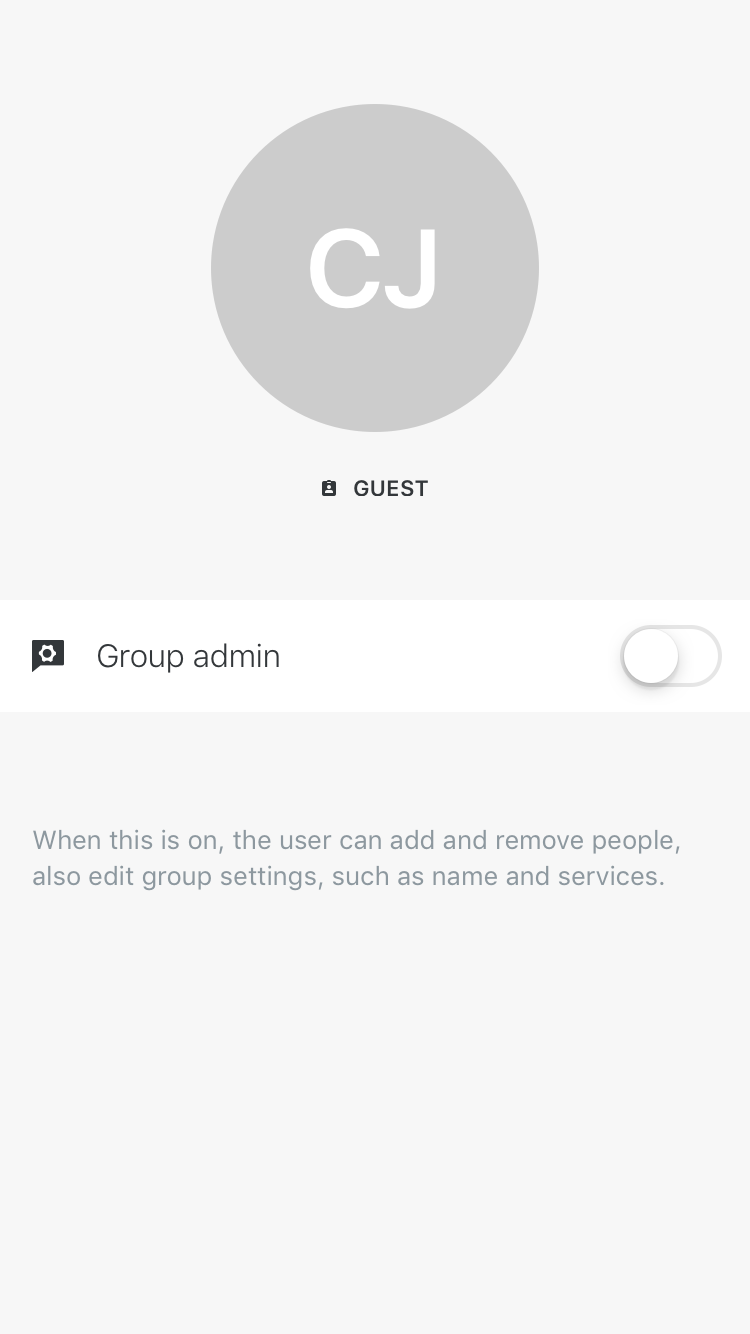 CJ
GUEST
Group admin
When this is on, the user can add and remove people,
also edit group settings, such as name and services.